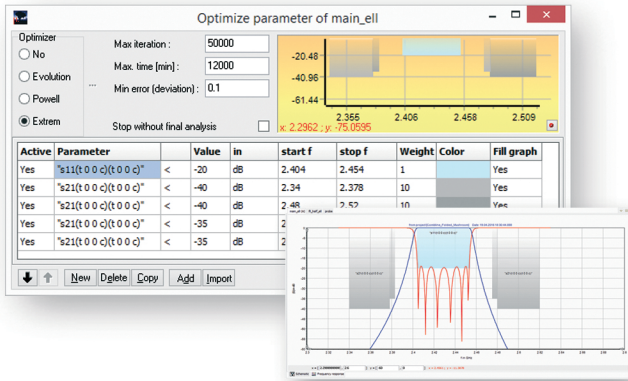 Optimize parameter of main_ell
Optimizer
No
Evolution
Powell
Extrem
...
Max iteration : 50000
Max. time [min] : 12000
Min error (deviation) : 0.1
Stop without final analysis
-20.48
-40.96
-61.44
2.355 2.406 2.458 2.509
x: 2.2962 ; y: -75.0595
Active Parameter Value in start f stop f Weight Color Fill graph
Yes "s11(t 0 0 c)(t 0 0 c)" < -20 dB 2.404 2.454 1 Yes
Yes "s21(t 0 0 c)(t 0 0 c)" < -40 dB 2.34 2.378 10 Yes
Yes "s21(t 0 0 c)(t 0 0 c)" < -40 dB 2.48 2.52 10 Yes
Yes "s21(t 0 0 c)(t 0 0 c)" < -35 dB
Yes "s21(t 0 0 c)(t 0 0 c)" < -35 dB
New Delete Copy Add Import